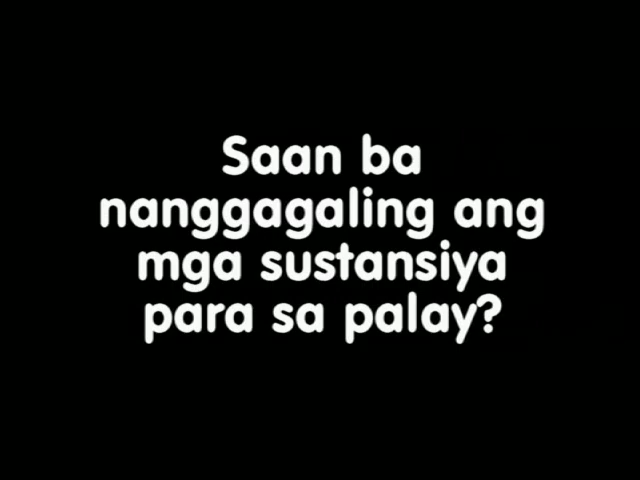 Saan ba
nanggagaling ang
mga sustansiya
para sa palay?